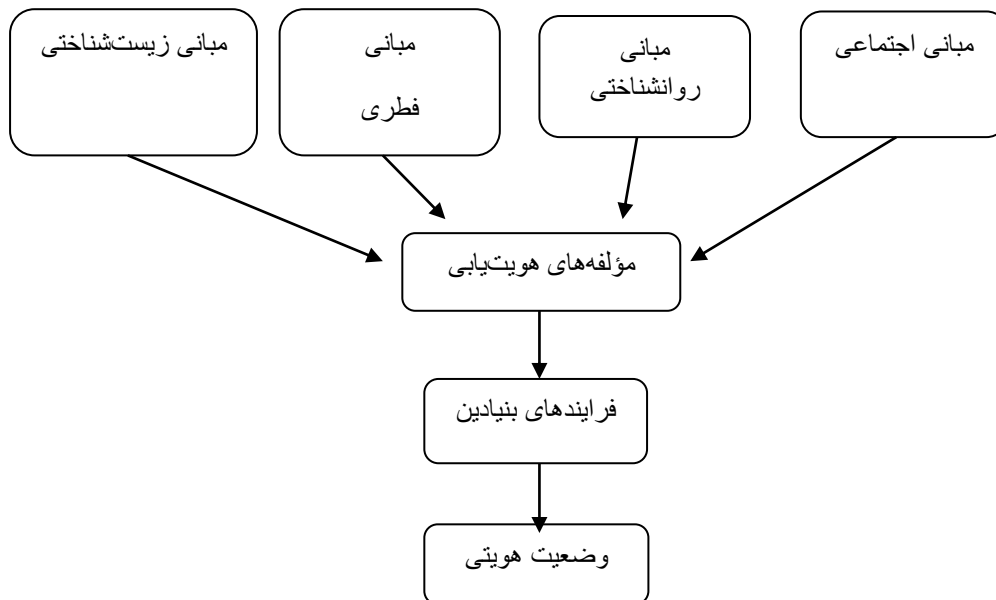 مبانی اجتماعی
مبانی
روانشناختی
مبانی
فطری
مبانی زیست‌شناختی
مؤلفه‌های هویت‌یابی
فرایندهای بنیادین
وضعیت هویتی